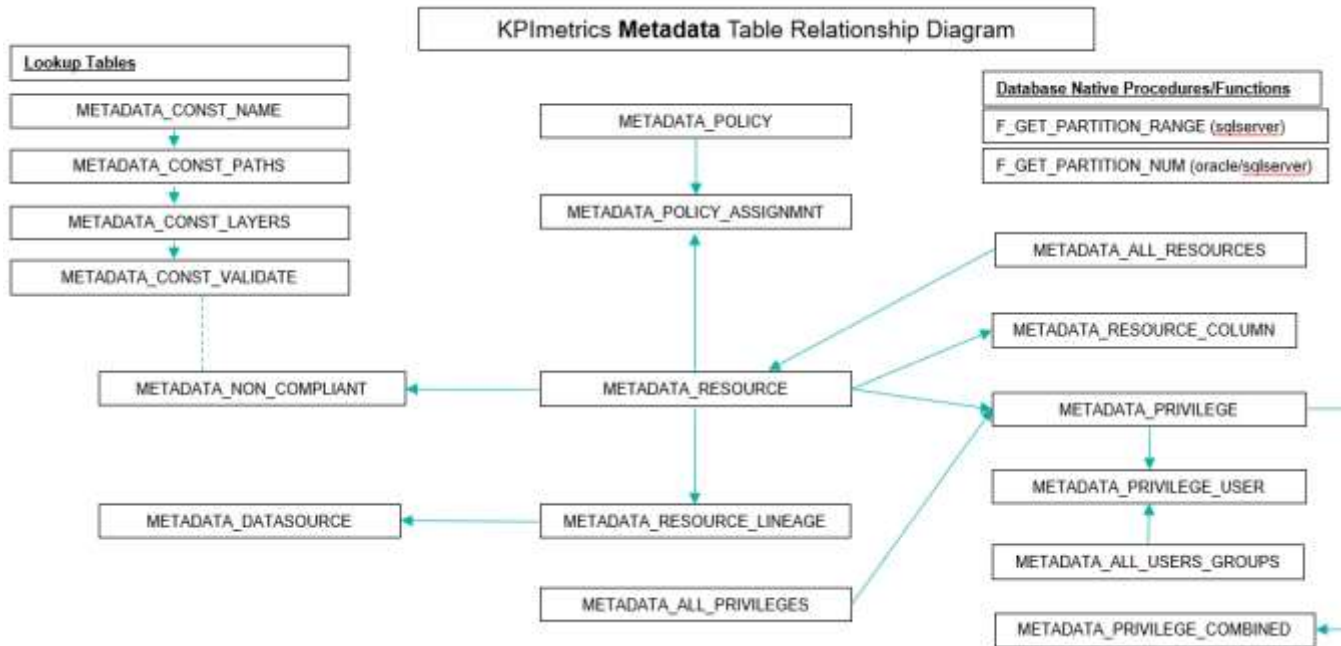 KPImetrics Metadata Table Relationship Diagram
Lookup Tables
METADATA_CONST_NAME
METADATA_CONST_PATHS
METADATA_CONST_LAYERS
METADATA_CONST_VALIDATE
METADATA_NON_COMPLIANT
METADATA_DATASOURCE
METADATA_POLICY
METADATA_POLICY_ASSIGNMNT
METADATA_RESOURCE
METADATA_RESOURCE_LINEAGE
METADATA_ALL_PRIVILEGES
Database Native Procedures/Functions
F_GET_PARTITION_RANGE (sqlserver)
F_GET_PARTITION_NUM (oracle/sqlserver)
METADATA_ALL_RESOURCES
METADATA_RESOURCE_COLUMN
METADATA_PRIVILEGE
METADATA_PRIVILEGE_USER
METADATA_ALL_USERS_GROUPS
METADATA_PRIVILEGE_COMBINED